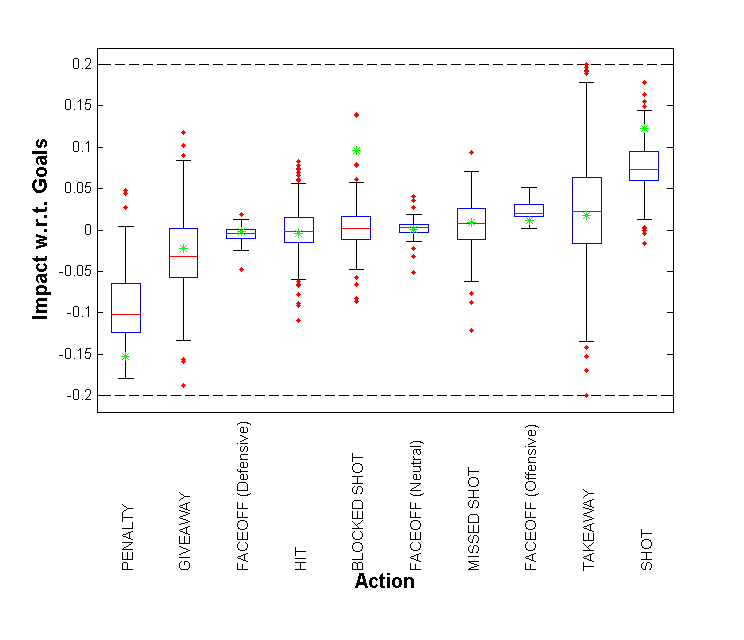 0.2
0.15
0.1
0.05
0
-0.05
-0.1
-0.15
-0.2
Impact w.r.t. Goals
PENALTY
GIVEAWAY
FACEOFF (Defensive)
HIT
BLOCKED SHOT
FACEOFF (Neutral)
MISSED SHOT
FACEOFF (Offensive)
TAKEAWAY
SHOT
Action